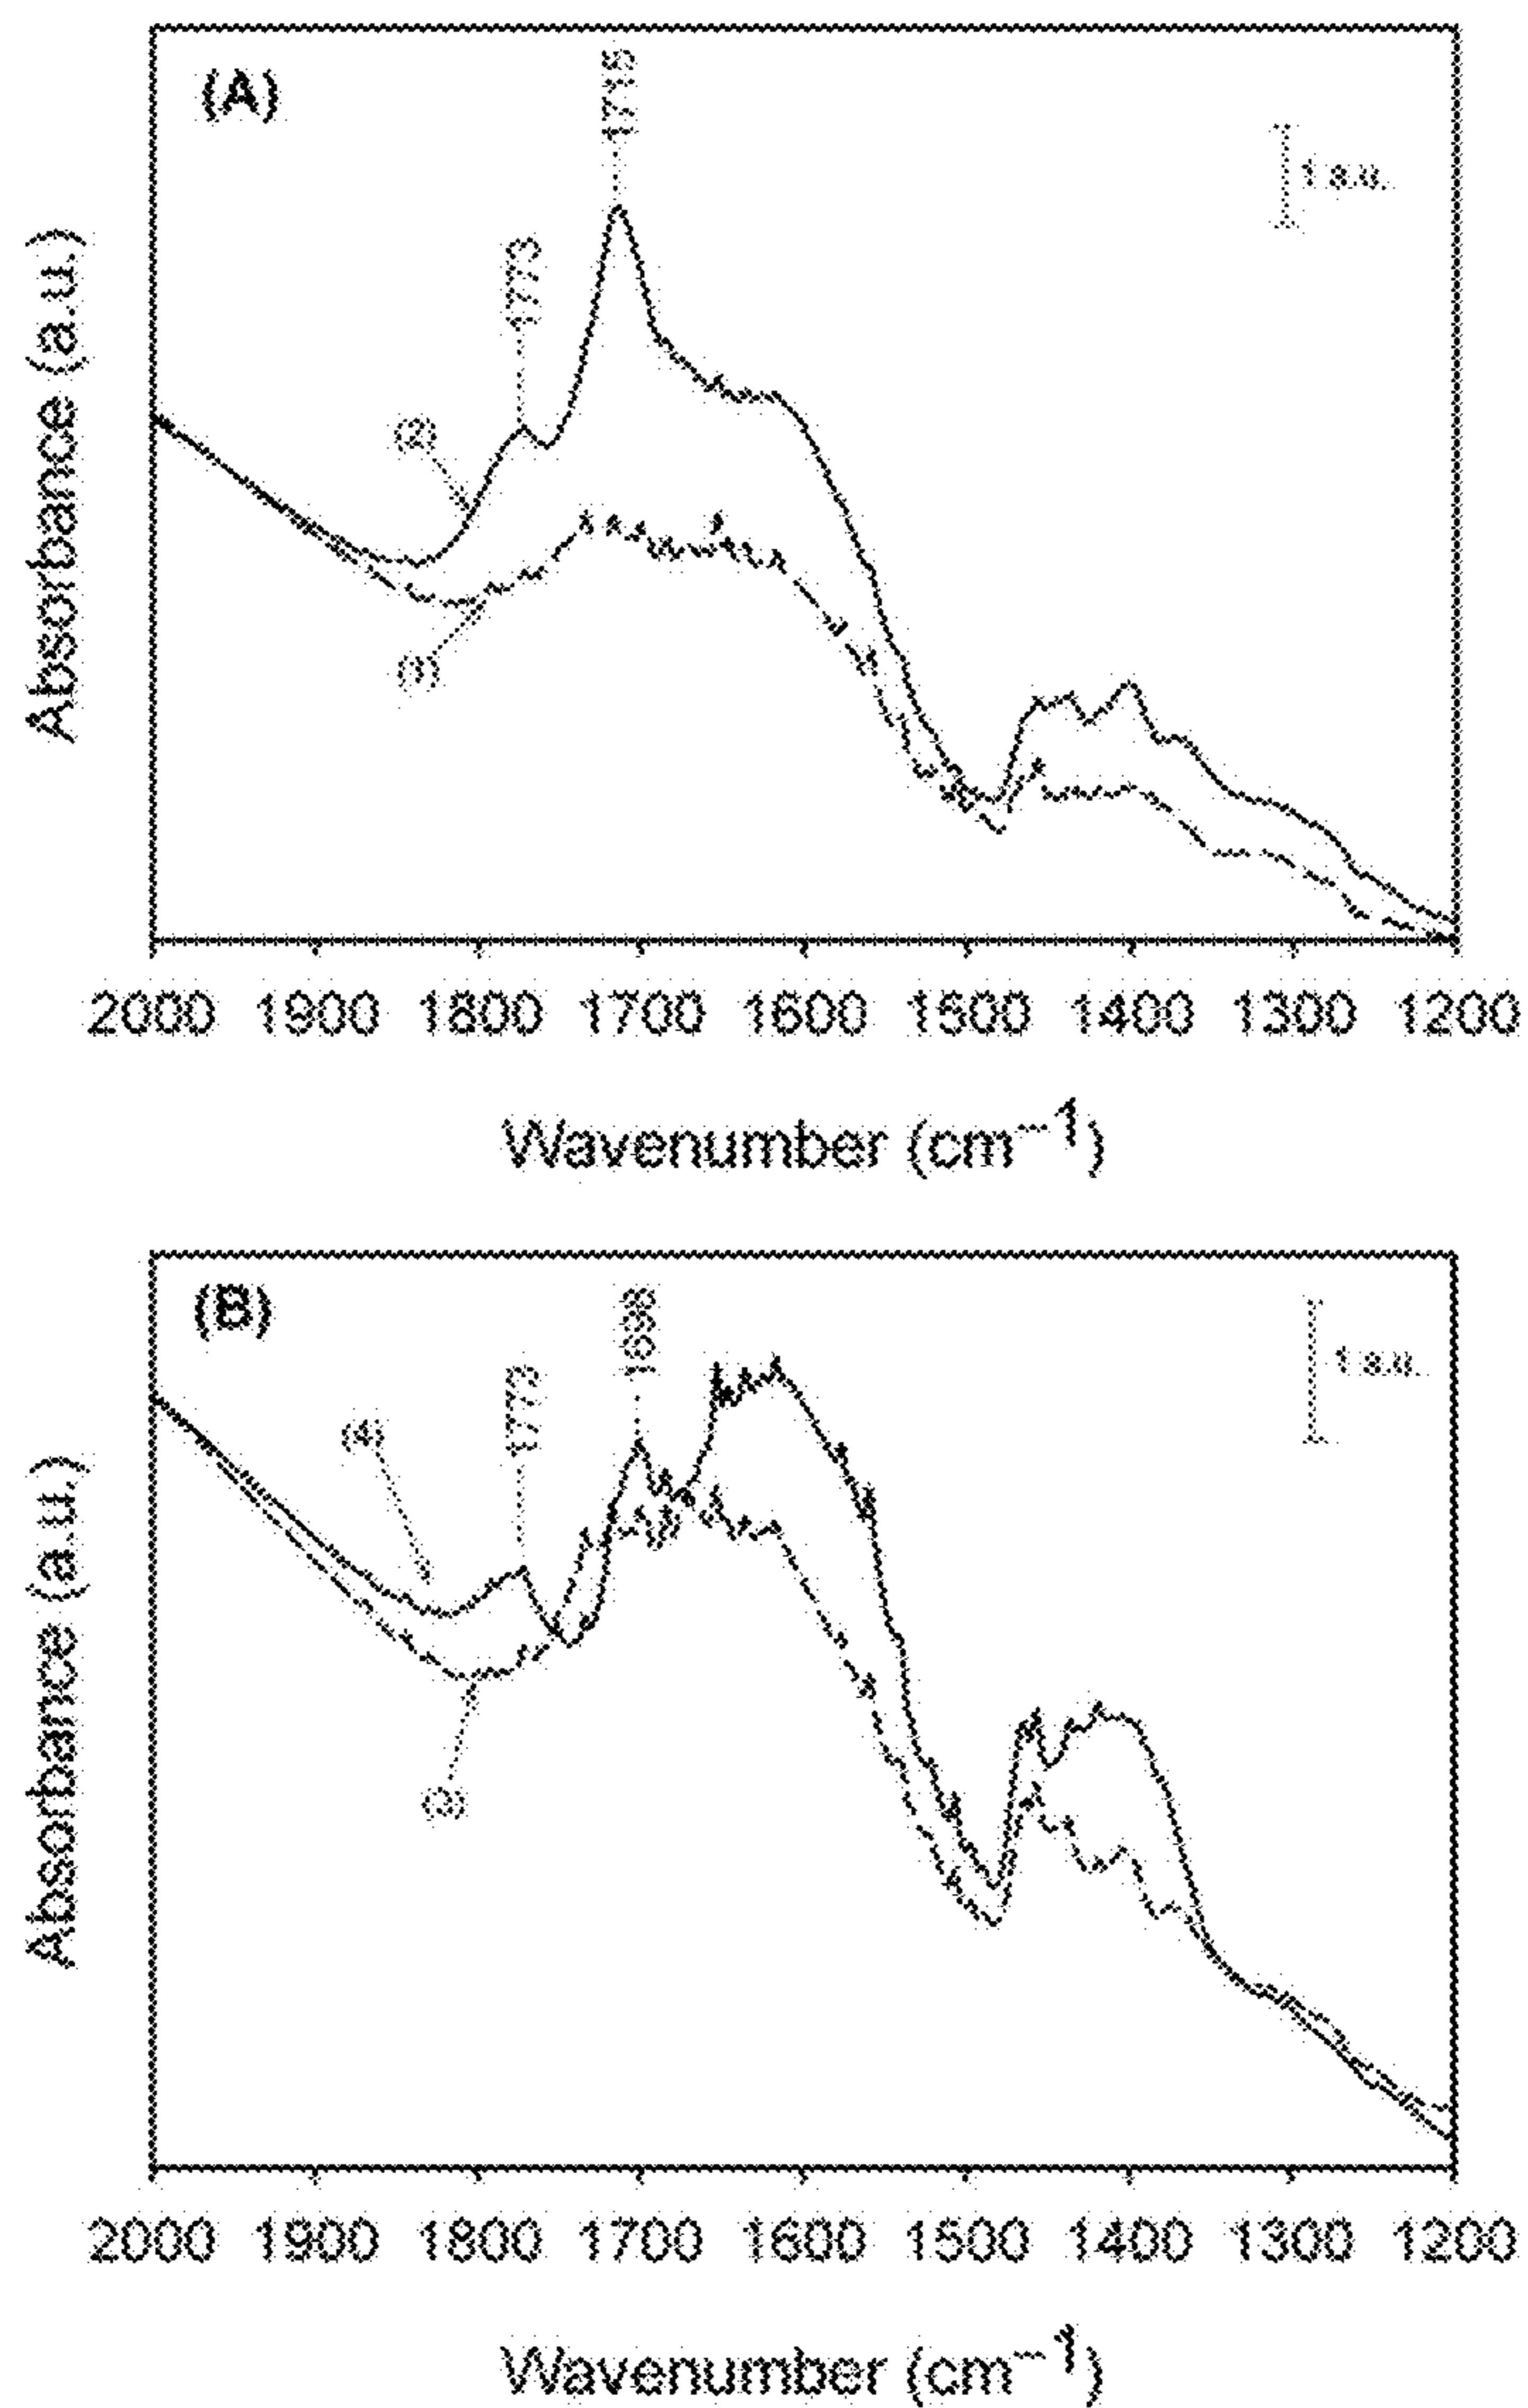 (A)
1715
1773
1 a.u.
(2)
(1)
Absorbance (a.u.)
2000 1900 1800 1700 1600 1500 1400 1300 1200
Wavenumber (cm⁻¹)
(B)
1698
1773
1 a.u.
(4)
(3)
Absorbance (a.u.)
2000 1900 1800 1700 1600 1500 1400 1300 1200
Wavenumber (cm⁻¹)